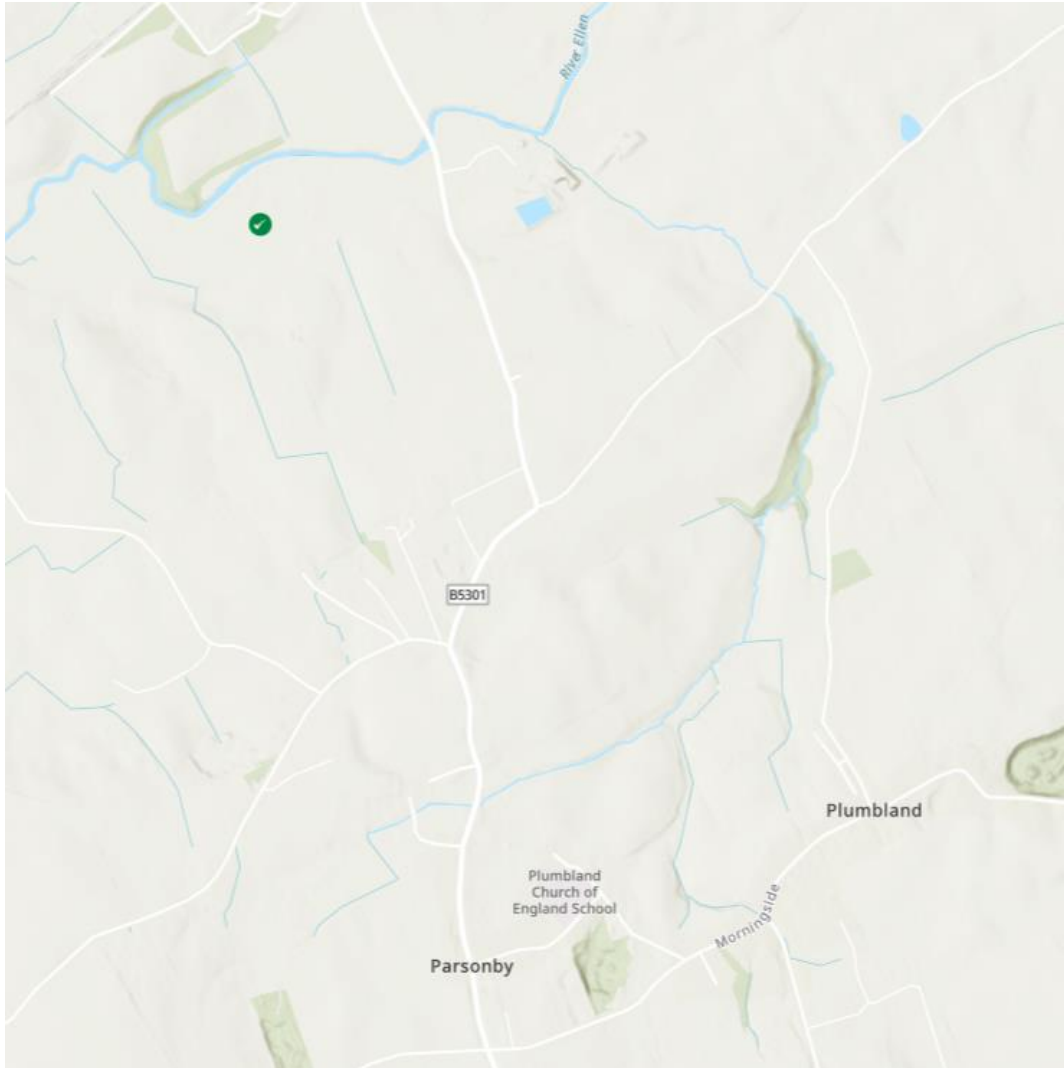 River Ellen
B5301
Plumbland
Plumbland
Church of
England School
Morningside
Parsonby